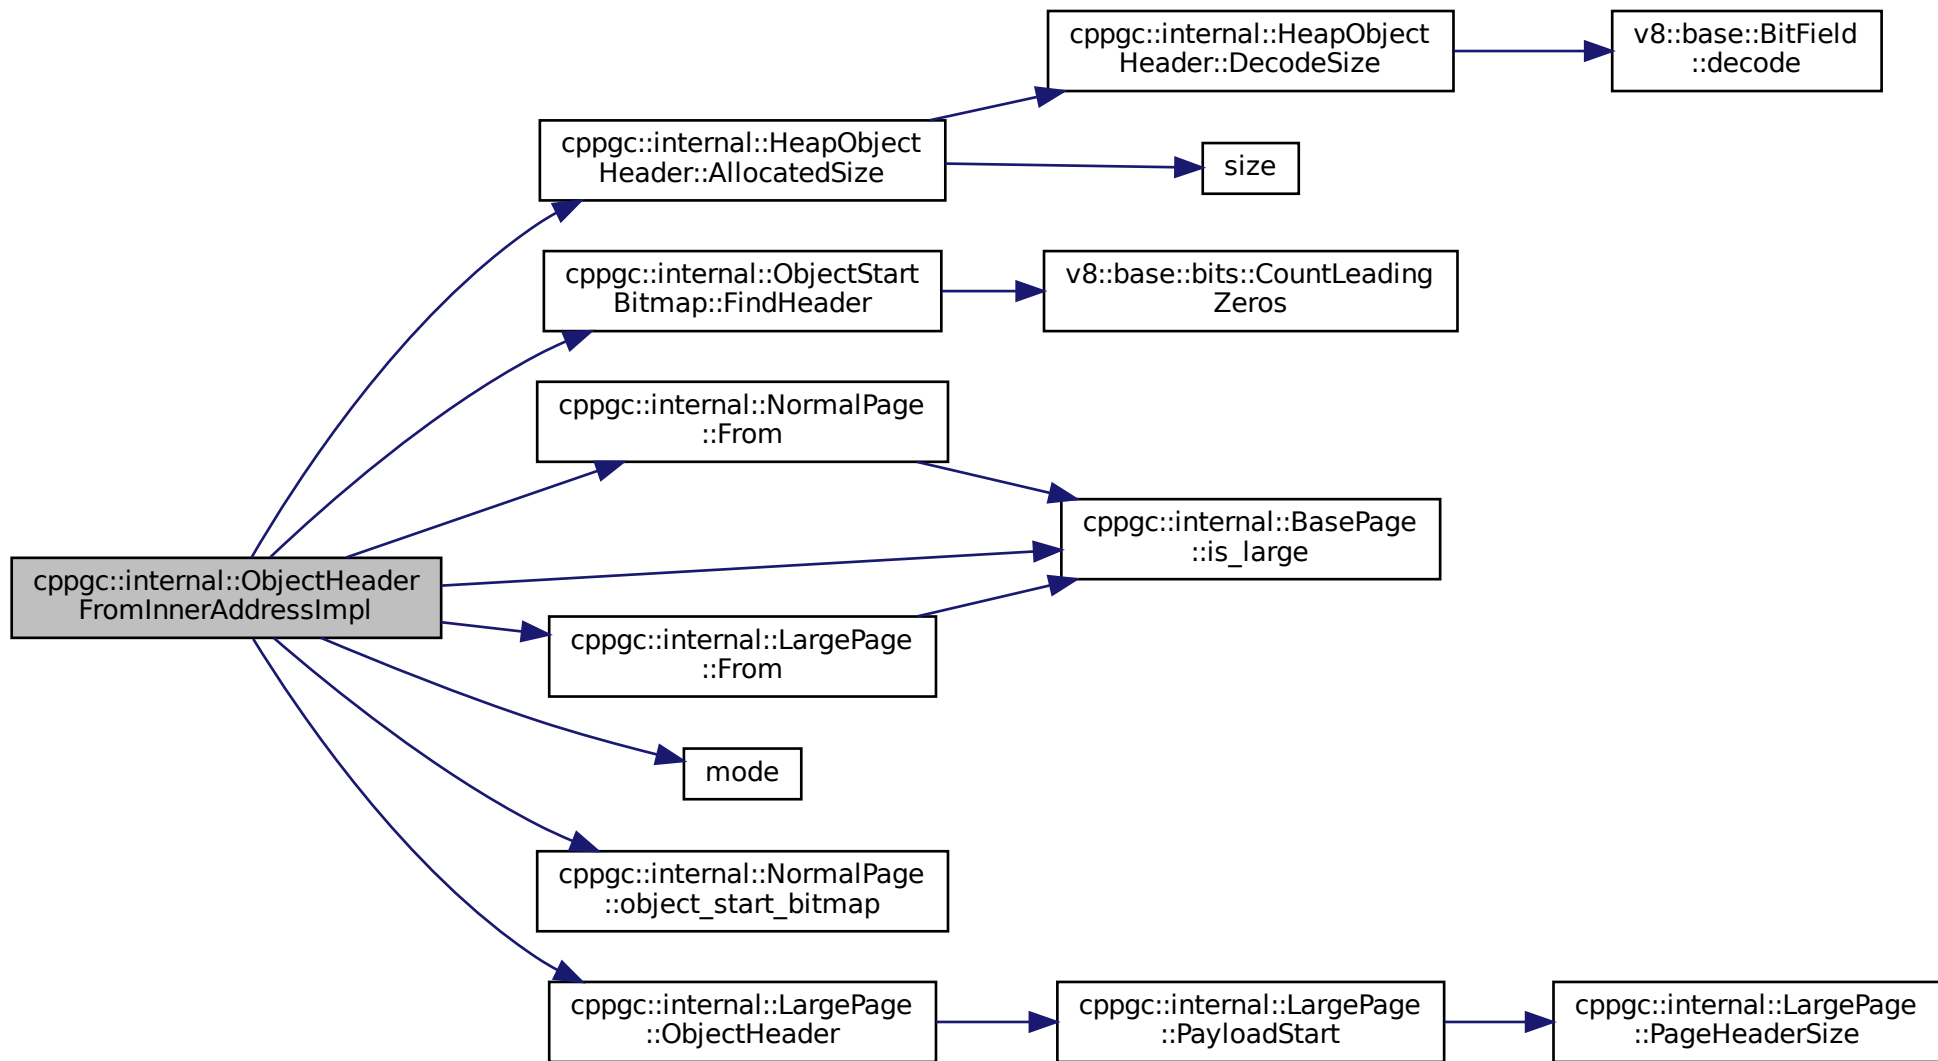 cppgc::internal::HeapObject
Header::DecodeSize
v8::base::BitField
::decode
cppgc::internal::HeapObject
Header::AllocatedSize
size
cppgc::internal::ObjectStart
Bitmap::FindHeader
v8::base::bits::CountLeading
Zeros
cppgc::internal::NormalPage
::From
cppgc::internal::BasePage
::is_large
cppgc::internal::ObjectHeader
FromInnerAddressImpl
cppgc::internal::LargePage
::From
mode
cppgc::internal::NormalPage
::object_start_bitmap
cppgc::internal::LargePage
::ObjectHeader
cppgc::internal::LargePage
::PayloadStart
cppgc::internal::LargePage
::PageHeaderSize